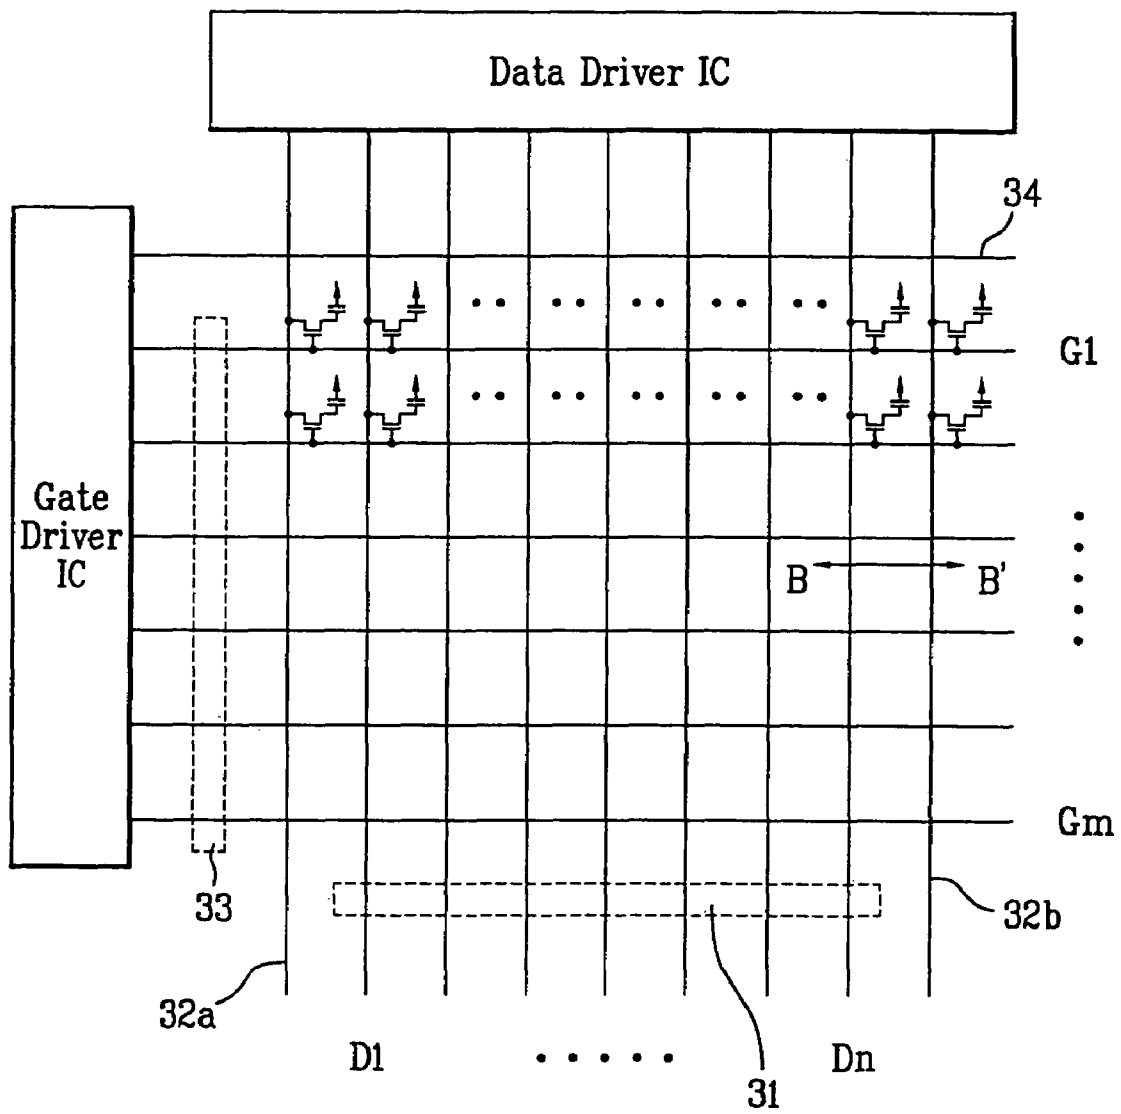 Data Driver IC
34
G1
Gate
Driver
IC
B
B'
Gm
33
32b
32a
D1
Dn
31